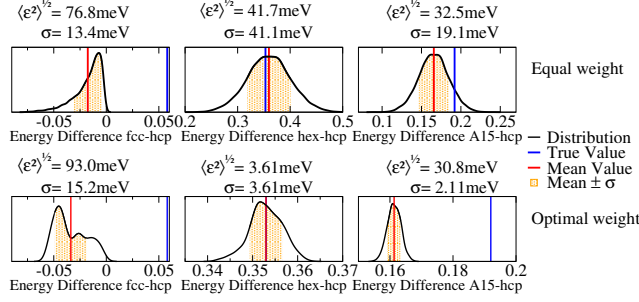 ⟨ε²⟩^½ = 76.8meV ⟨ε²⟩^½ = 41.7meV ⟨ε²⟩^½ = 32.5meV
σ= 13.4meV σ= 41.1meV σ= 19.1meV
Equal weight
-0.05 0 0.05 0.2 0.3 0.4 0.5 0.1 0.15 0.2 0.25
Energy Difference fcc-hcp Energy Difference hex-hcp Energy Difference A15-hcp
⟨ε²⟩^½ = 93.0meV ⟨ε²⟩^½ = 3.61meV ⟨ε²⟩^½ = 30.8meV
σ= 15.2meV σ= 3.61meV σ= 2.11meV
Distribution
True Value
Mean Value
Mean ± σ
Optimal weight
-0.05 0 0.05 0.34 0.35 0.36 0.37 0.16 0.18 0.2
Energy Difference fcc-hcp Energy Difference hex-hcp Energy Difference A15-hcp